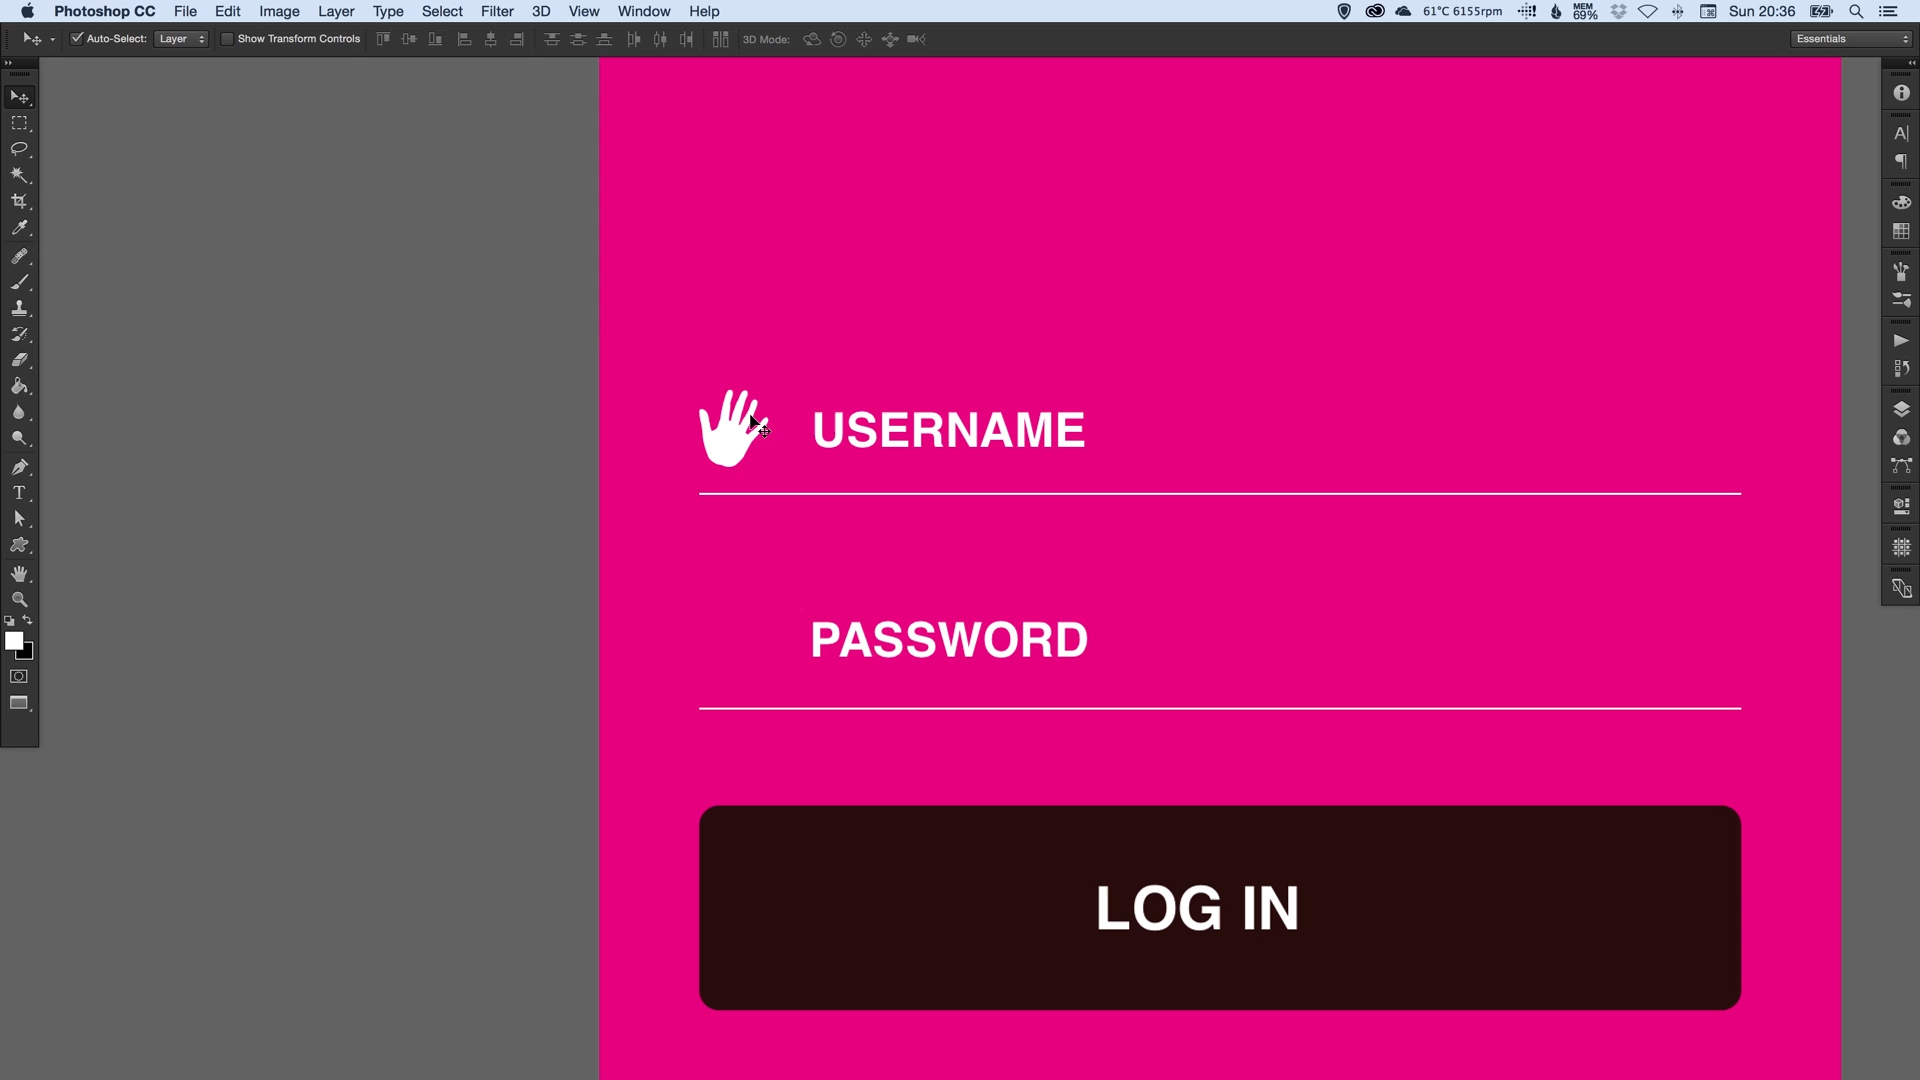 Photoshop CC File Edit Image Layer Type Select Filter 3D View Window Help 61°C 6155rpm MEM 69% Sun 20:36
Auto-Select: Layer Show Transform Controls 3D Mode: Essentials
USERNAME
PASSWORD
LOG IN